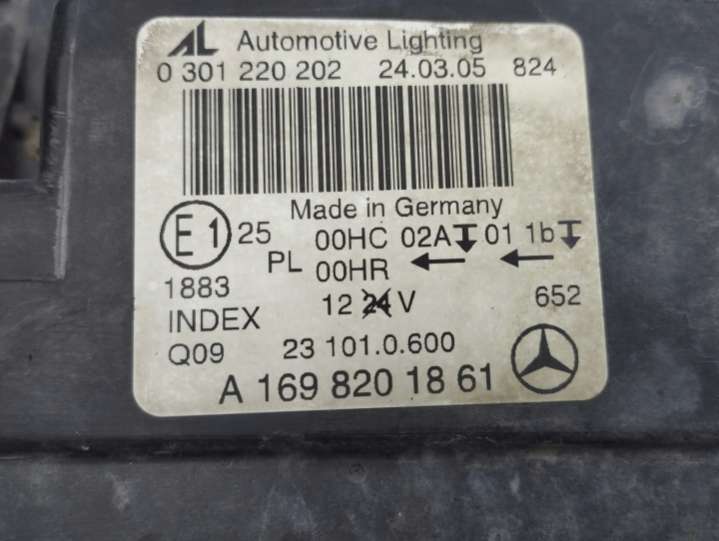 AL Automotive Lighting
0 301 220 202 24.03.05 824
Made in Germany
E1 25 00HC 02A 01 1b
PL 00HR ← ←
1883 12 24 V 652
INDEX
Q09 23 101.0.600
A 169 820 18 61